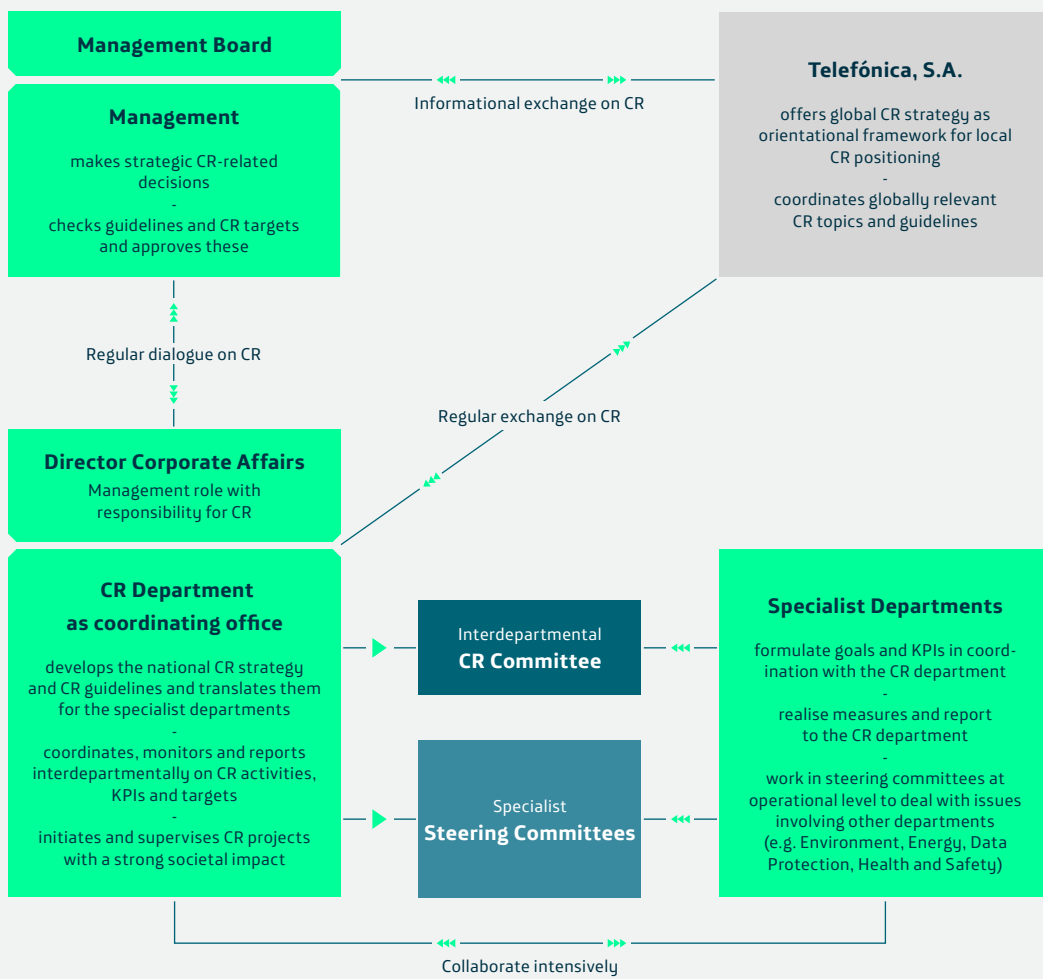 Management Board
Management
makes strategic CR-related
decisions
-
checks guidelines and CR targets
and approves these
Informational exchange on CR
Telefónica, S.A.
offers global CR strategy as
orientational framework for local
CR positioning
-
coordinates globally relevant
CR topics and guidelines
Regular dialogue on CR
Regular exchange on CR
Director Corporate Affairs
Management role with
responsibility for CR
CR Department
as coordinating office
develops the national CR strategy
and CR guidelines and translates them
for the specialist departments
-
coordinates, monitors and reports
interdepartmentally on CR activities,
KPIs and targets
-
initiates and supervises CR projects
with a strong societal impact
Interdepartmental
CR Committee
Specialist
Steering Committees
Specialist Departments
formulate goals and KPIs in coor-
dination with the CR department
-
realise measures and report
to the CR department
-
work in steering committees at
operational level to deal with issues
involving other departments
(e.g. Environment, Energy, Data
Protection, Health and Safety)
Collaborate intensively